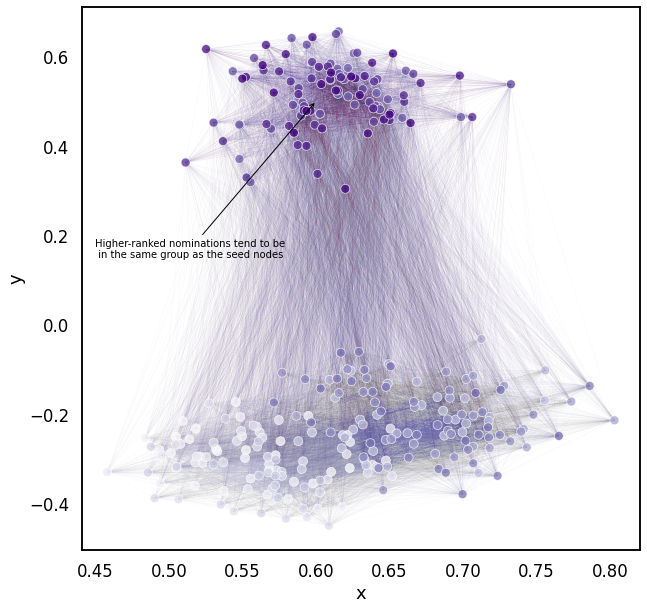 0.6
0.4
0.2
0.0
−0.2
−0.4
y
Higher-ranked nominations tend to be
in the same group as the seed nodes
0.45 0.50 0.55 0.60 0.65 0.70 0.75 0.80
x